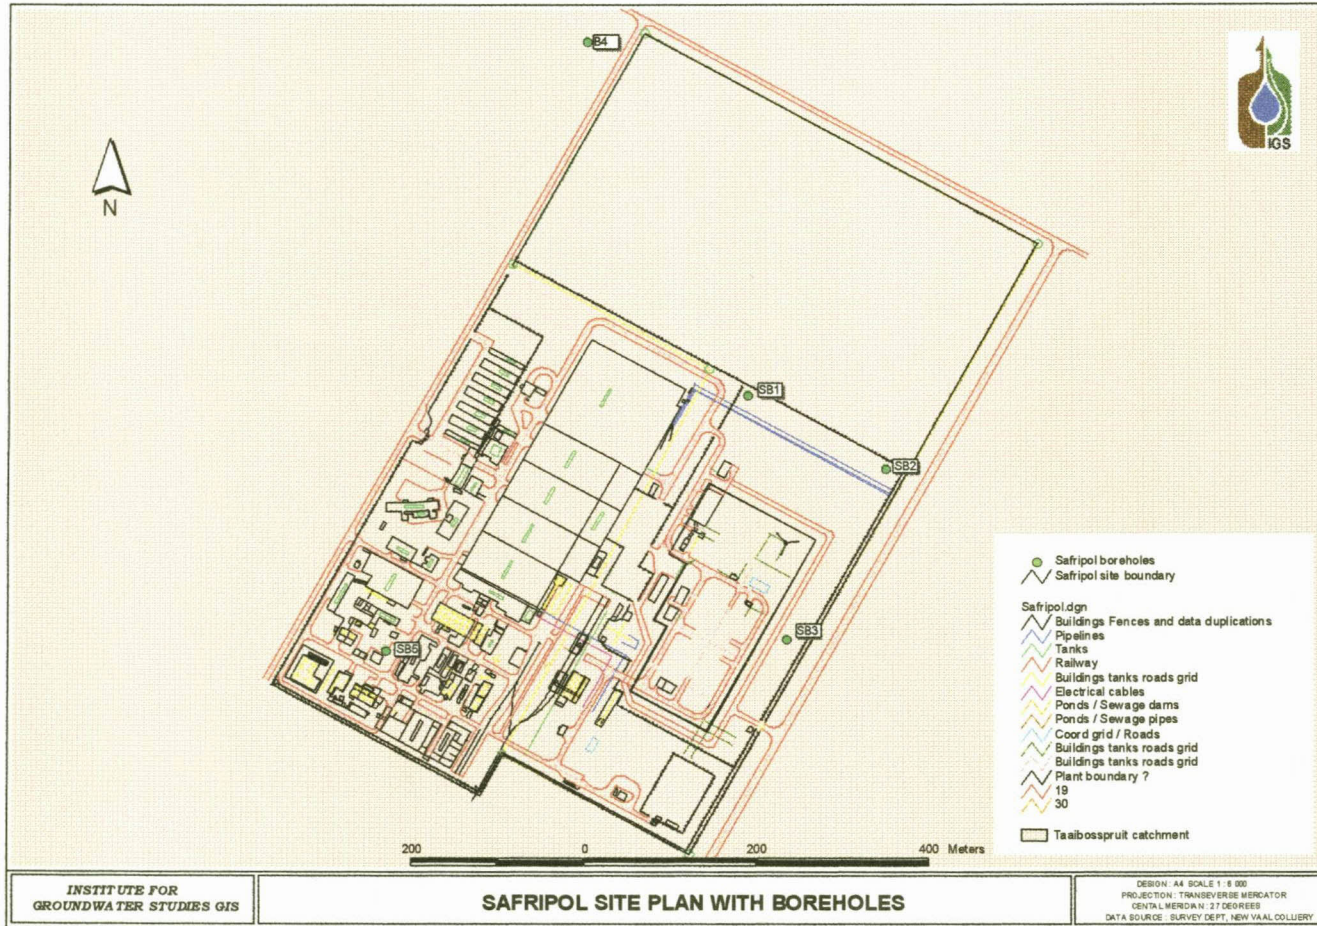 B4
IGS
N
SB1
SB2
SB3
SB5
Safripol boreholes
Safripol site boundary
Safripol.dgn
Buildings Fences and data duplications
Pipelines
Tanks
Railway
Buildings tanks roads grid
Electrical cables
Ponds / Sewage dams
Ponds / Sewage pipes
Coord grid / Roads
Buildings tanks roads grid
Buildings tanks roads grid
Plant boundary ?
19
30
Taaibosspruit catchment
200 0 200 400 Meters
INSTITUTE FOR
GROUNDWATER STUDIES GIS
SAFRIPOL SITE PLAN WITH BOREHOLES
DESIGN : A4 SCALE 1 : 6 000
PROJECTION : TRANSEVERSE MERCATOR
CENTAL MERIDIAN : 27 DEGREES
DATA SOURCE : SURVEY DEPT, NEW VAAL COLLIERY